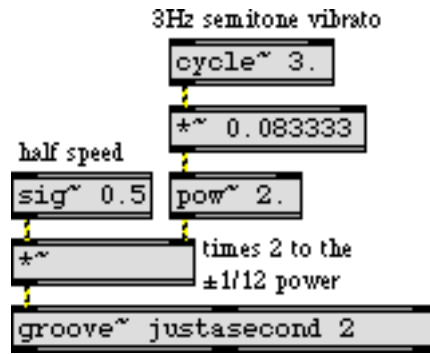 3Hz semitone vibrato
cycle~ 3.
*~ 0.083333
half speed
sig~ 0.5
pow~ 2.
*~
times 2 to the
±1/12 power
groove~ justasecond 2